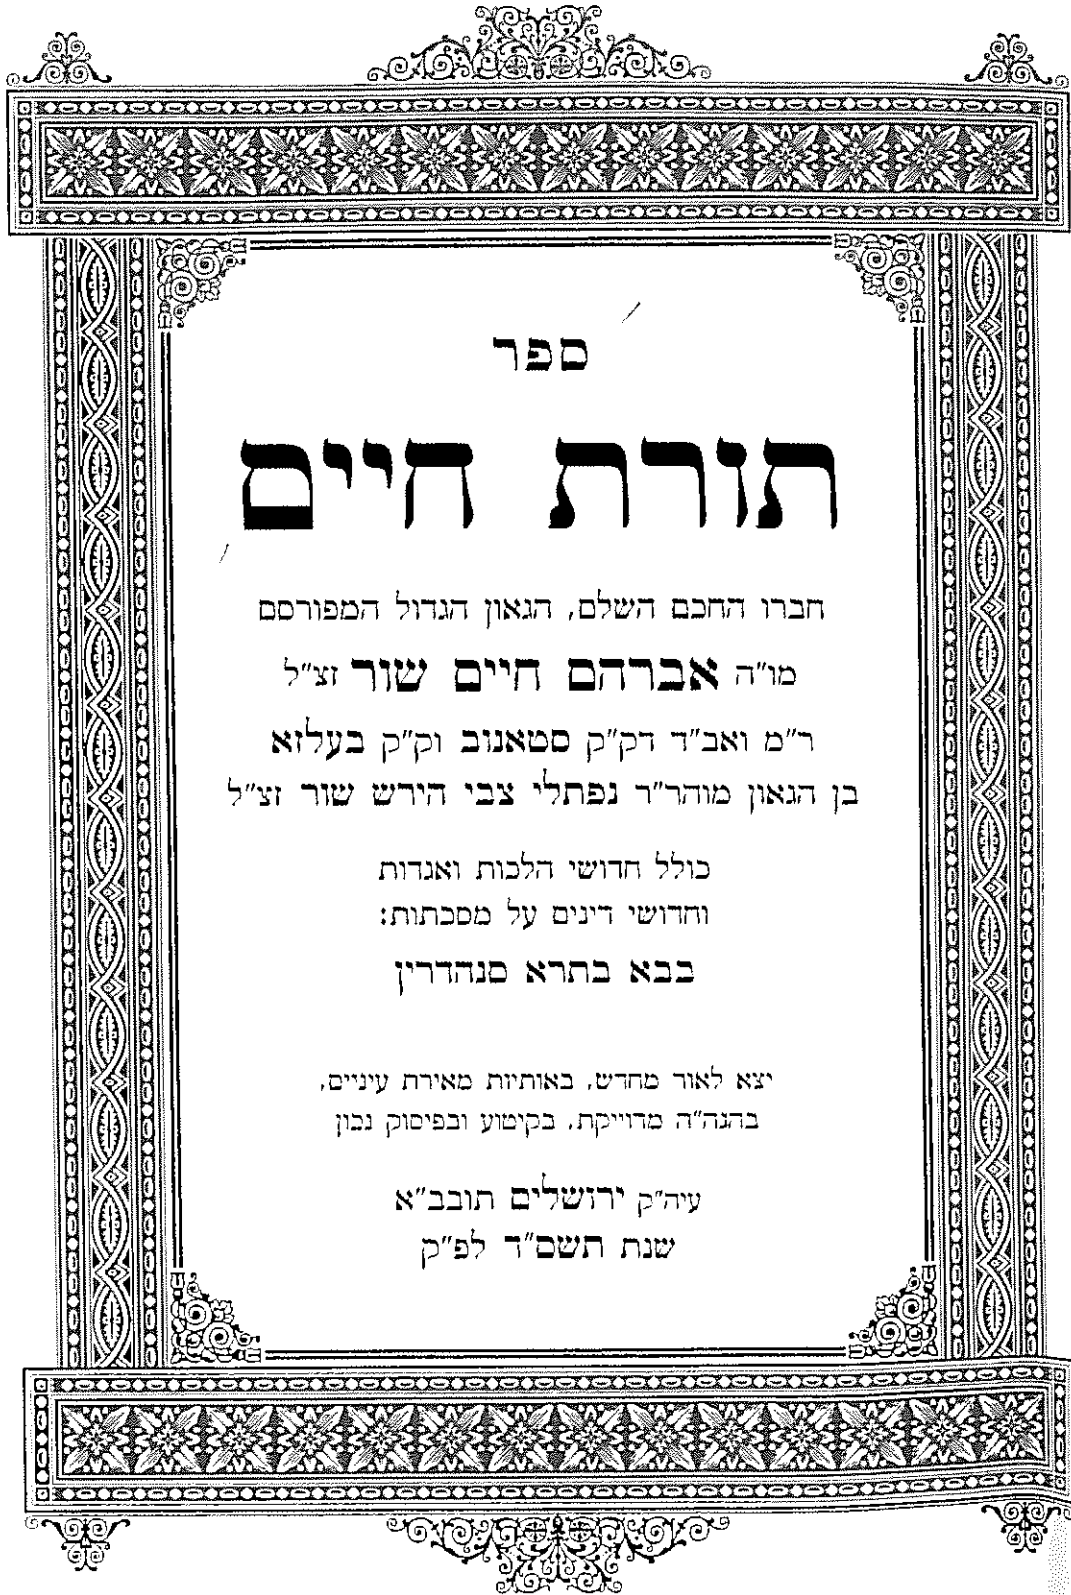 ספר
תורת חיים
חברו החכם השלם, הגאון הגדול המפורסם
מו״ה אברהם חיים שור זצ״ל
ר״מ ואב״ד דק״ק סטאנוב וק״ק בעלזא
בן הגאון מוהר״ר נפתלי צבי הירש שור זצ״ל
כולל חדושי הלכות ואגדות
וחדושי דינים על מסכתות:
בבא בתרא סנהדרין
יצא לאור מחדש, באותיות מאירת עיניים,
בהגה״ה מדוייקת, בקיטוע ובפיסוק נכון
עיה״ק ירושלים תובב״א
שנת תשס״ד לפ״ק